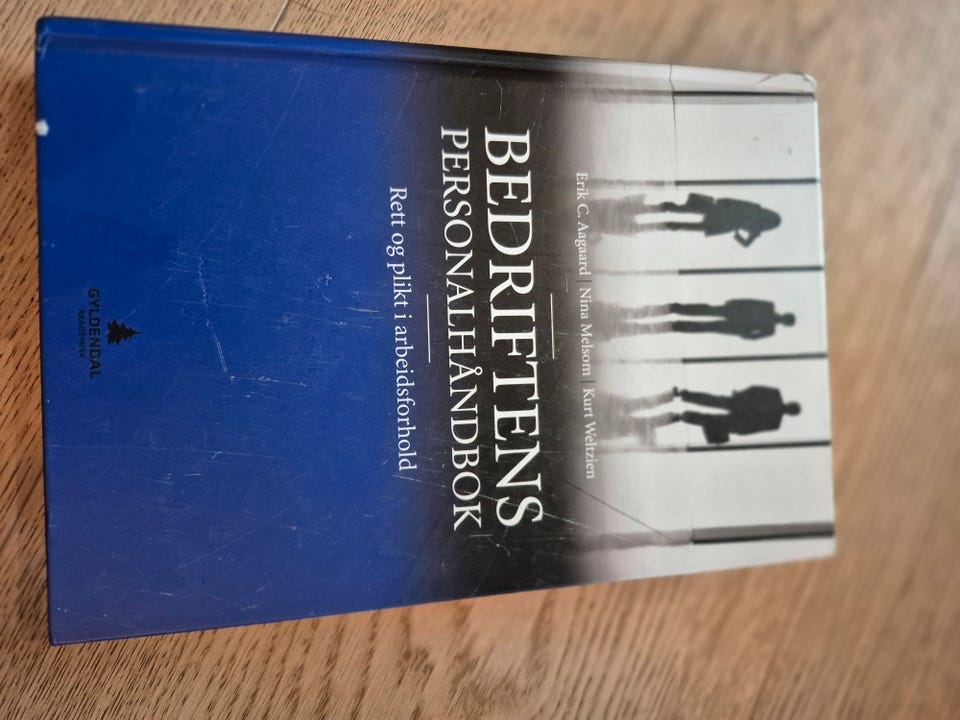 Erik C. Aagaard | Nina Melsom | Kurt Weltzien
BEDRIFTENS
PERSONALHÅNDBOK
Rett og plikt i arbeidsforhold
GYLDENDAL
AKADEMISK